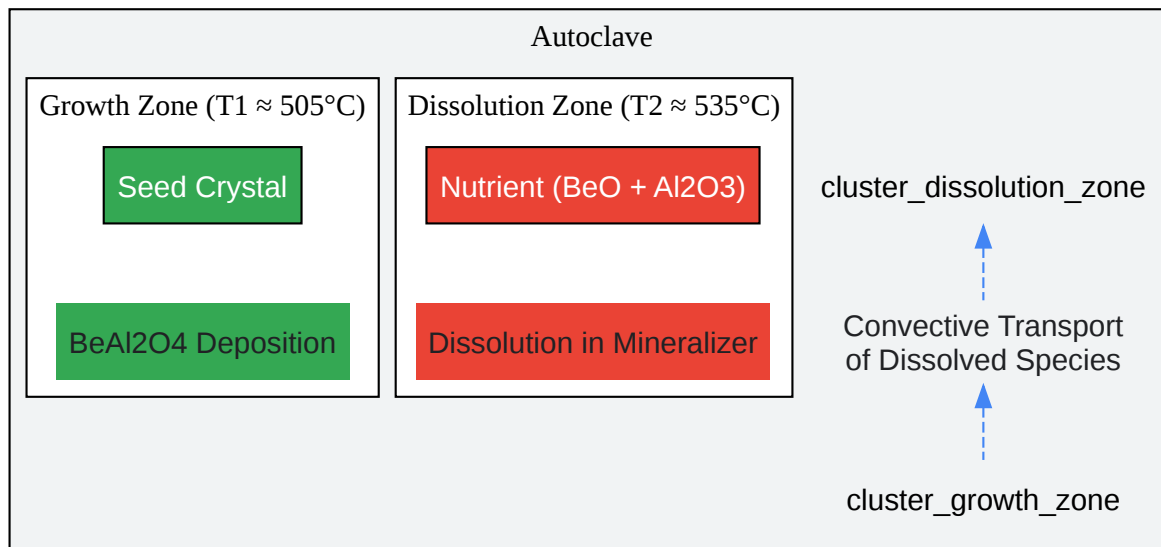 Autoclave
Growth Zone (T1 ≈ 505°C)
Seed Crystal
BeAl2O4 Deposition
Dissolution Zone (T2 ≈ 535°C)
Nutrient (BeO + Al2O3)
Dissolution in Mineralizer
cluster_dissolution_zone
Convective Transport
of Dissolved Species
cluster_growth_zone